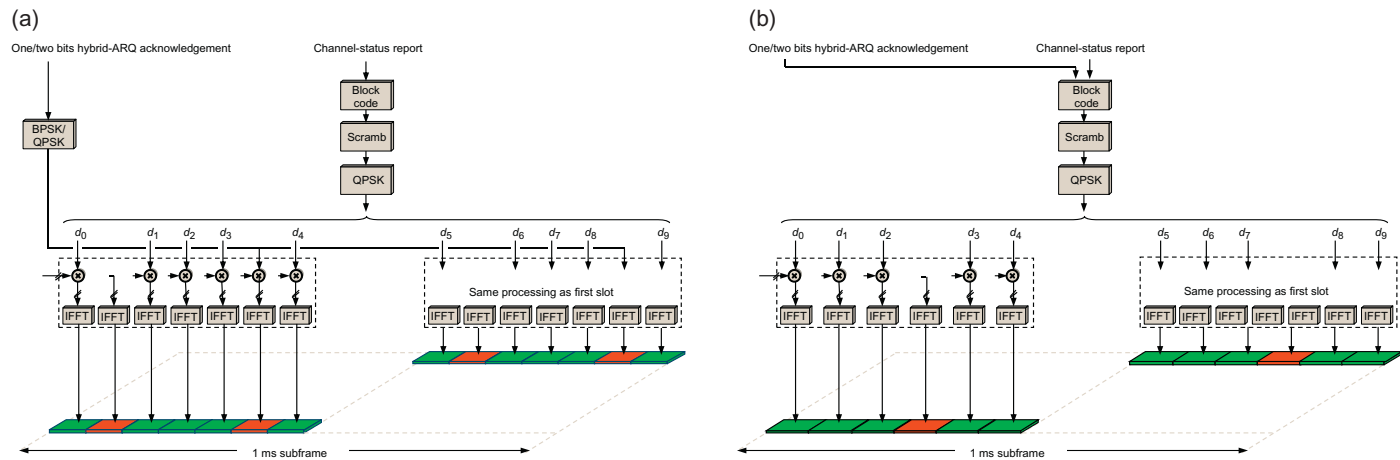 (a)
One/two bits hybrid-ARQ acknowledgement
Channel-status report
Block
code
BPSK/
QPSK
Scramb
QPSK
d0 d1 d2 d3 d4 d5 d6 d7 d8 d9
Same processing as first slot
IFFT IFFT IFFT IFFT IFFT IFFT IFFT IFFT IFFT IFFT IFFT IFFT IFFT IFFT
1 ms subframe
(b)
One/two bits hybrid-ARQ acknowledgement
Channel-status report
Block
code
Scramb
QPSK
d0 d1 d2 d3 d4 d5 d6 d7 d8 d9
Same processing as first slot
IFFT IFFT IFFT IFFT IFFT IFFT IFFT IFFT IFFT IFFT IFFT IFFT
1 ms subframe